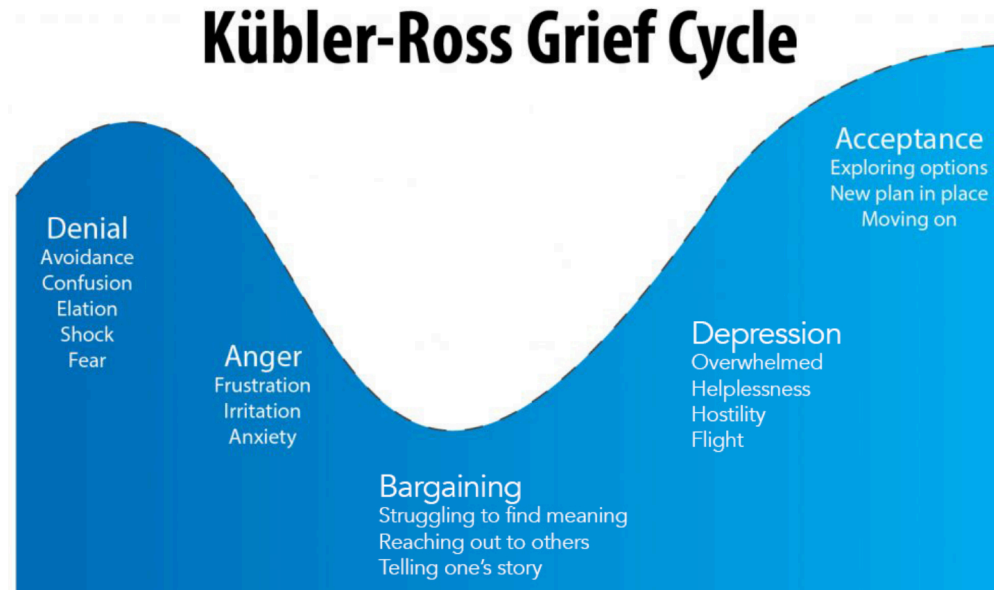 Kübler-Ross Grief Cycle
Denial
Avoidance
Confusion
Elation
Shock
Fear
Anger
Frustration
Irritation
Anxiety
Bargaining
Struggling to find meaning
Reaching out to others
Telling one's story
Depression
Overwhelmed
Helplessness
Hostility
Flight
Acceptance
Exploring options
New plan in place
Moving on